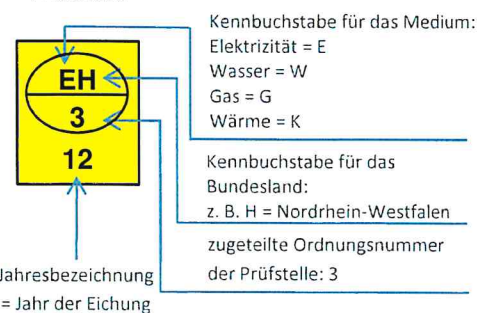 Kennbuchstabe für das Medium:
Elektrizität = E
Wasser = W
Gas = G
Wärme = K
EH
3
12
Kennbuchstabe für das
Bundesland:
z. B. H = Nordrhein-Westfalen
zugeteilte Ordnungsnummer
der Prüfstelle: 3
Jahresbezeichnung
= Jahr der Eichung